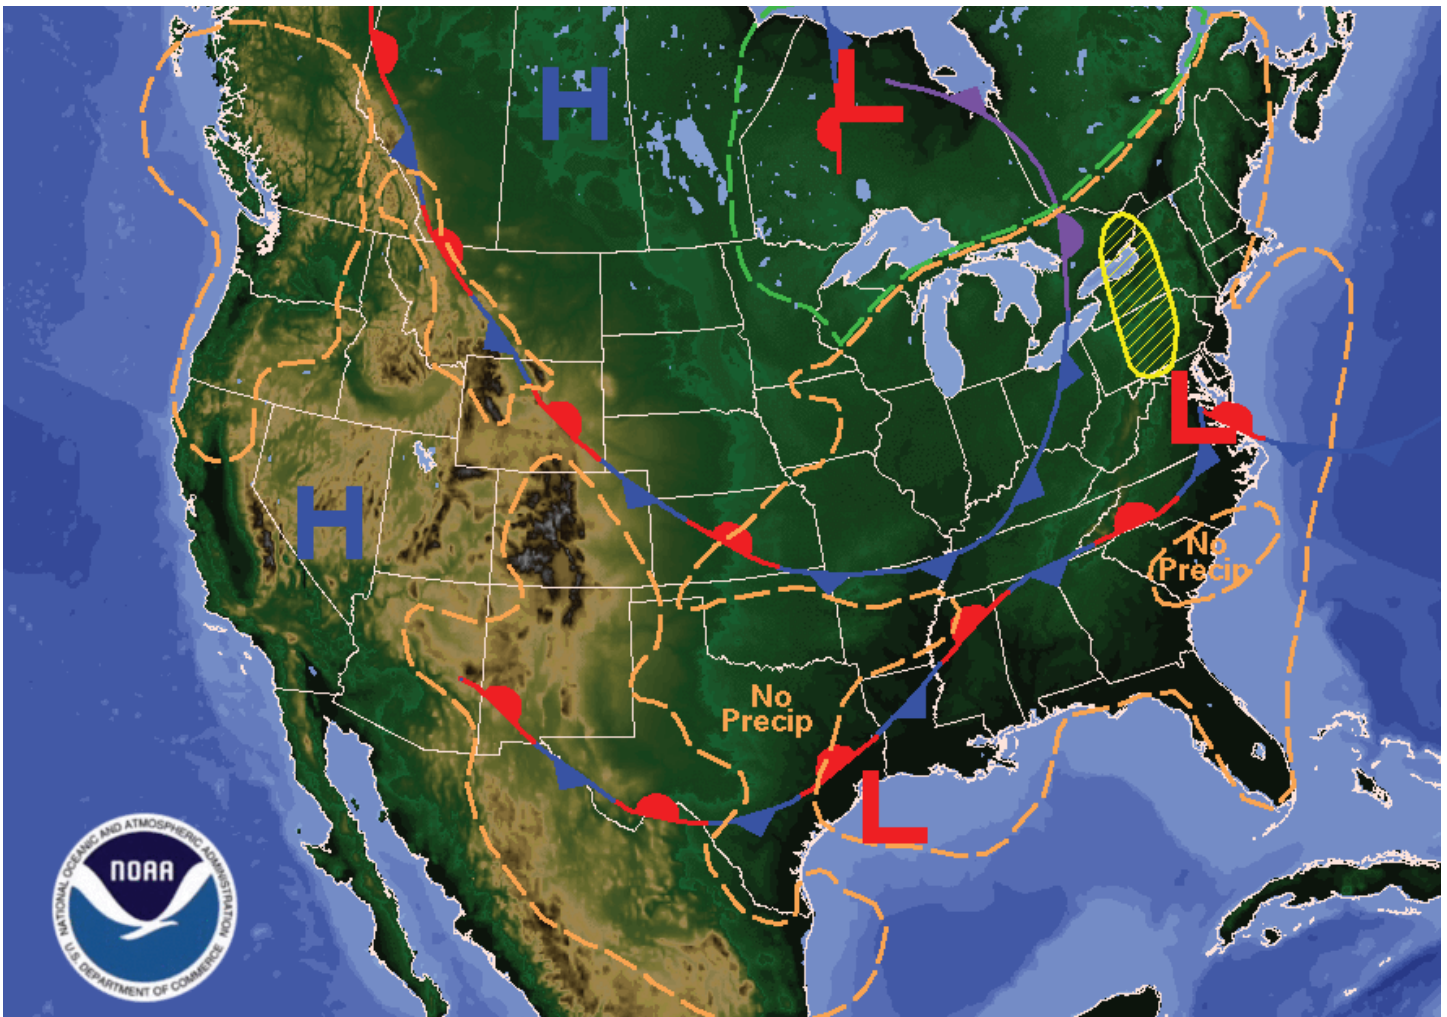 H
L
L
H
No
Precip
No
Precip
L
NOAA
NATIONAL OCEANIC AND ATMOSPHERIC ADMINISTRATION
U.S. DEPARTMENT OF COMMERCE